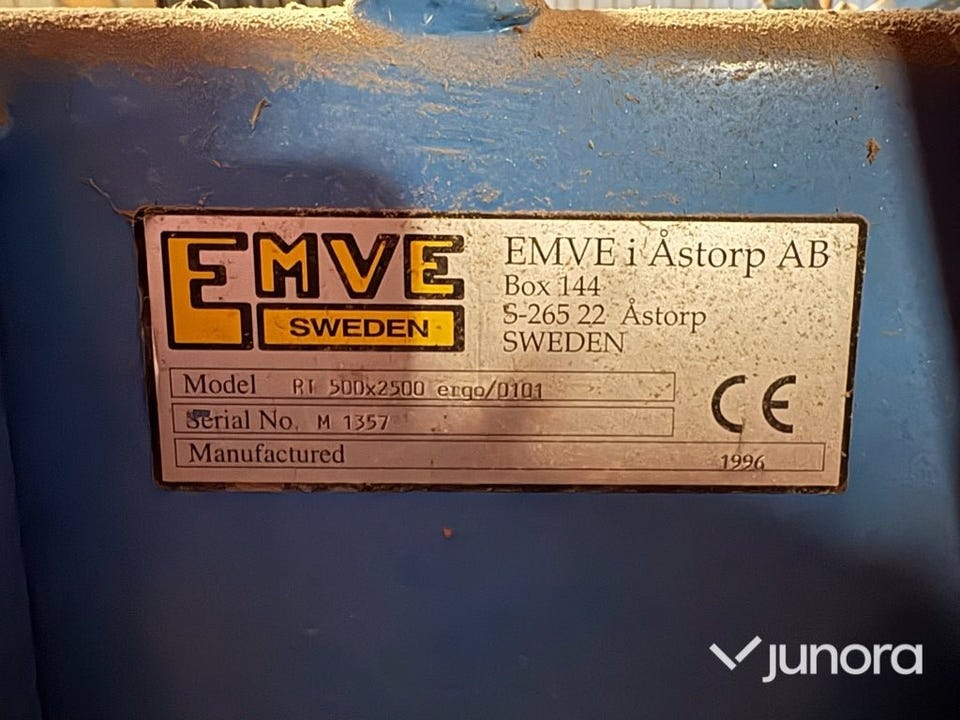 EMVE
SWEDEN
EMVE i Åstorp AB
Box 144
S-265 22 Åstorp
SWEDEN
Model RT 500x2500 ergo/0101
Serial No. M 1357
Manufactured 1996
CE
junora